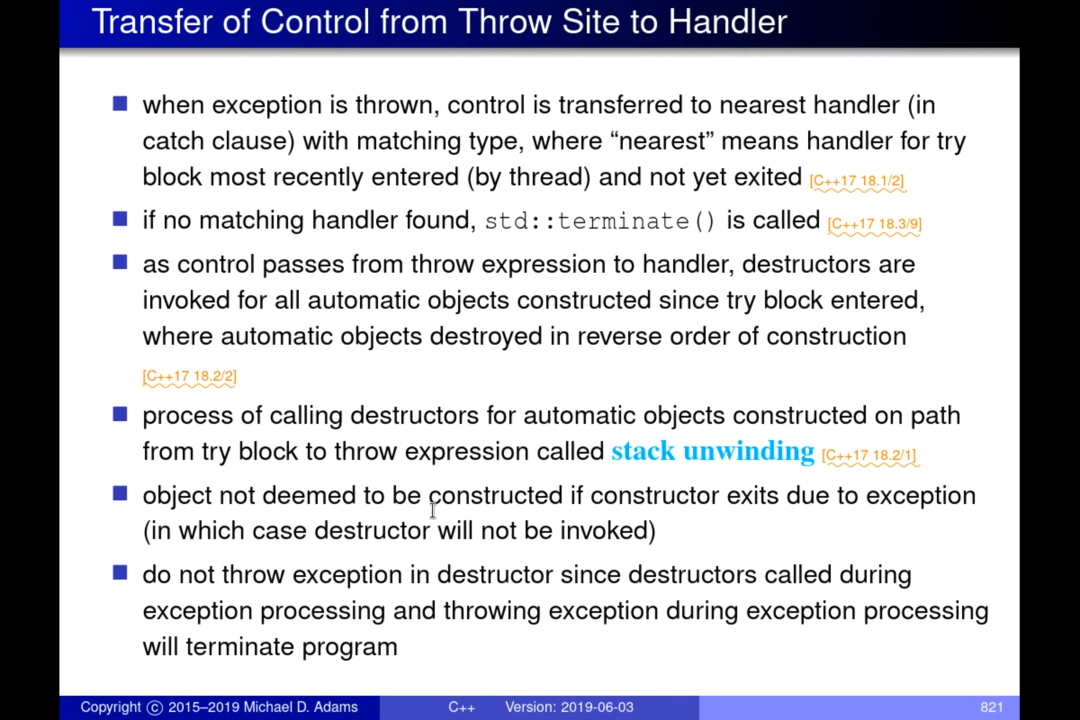 Transfer of Control from Throw Site to Handler
when exception is thrown, control is transferred to nearest handler (in
catch clause) with matching type, where “nearest” means handler for try
block most recently entered (by thread) and not yet exited [C++17 18.1/2]
if no matching handler found, std::terminate() is called [C++17 18.3/9]
as control passes from throw expression to handler, destructors are
invoked for all automatic objects constructed since try block entered,
where automatic objects destroyed in reverse order of construction
[C++17 18.2/2]
process of calling destructors for automatic objects constructed on path
from try block to throw expression called stack unwinding [C++17 18.2/1]
object not deemed to be constructed if constructor exits due to exception
(in which case destructor will not be invoked)
do not throw exception in destructor since destructors called during
exception processing and throwing exception during exception processing
will terminate program
Copyright © 2015–2019 Michael D. Adams C++ Version: 2019-06-03 821